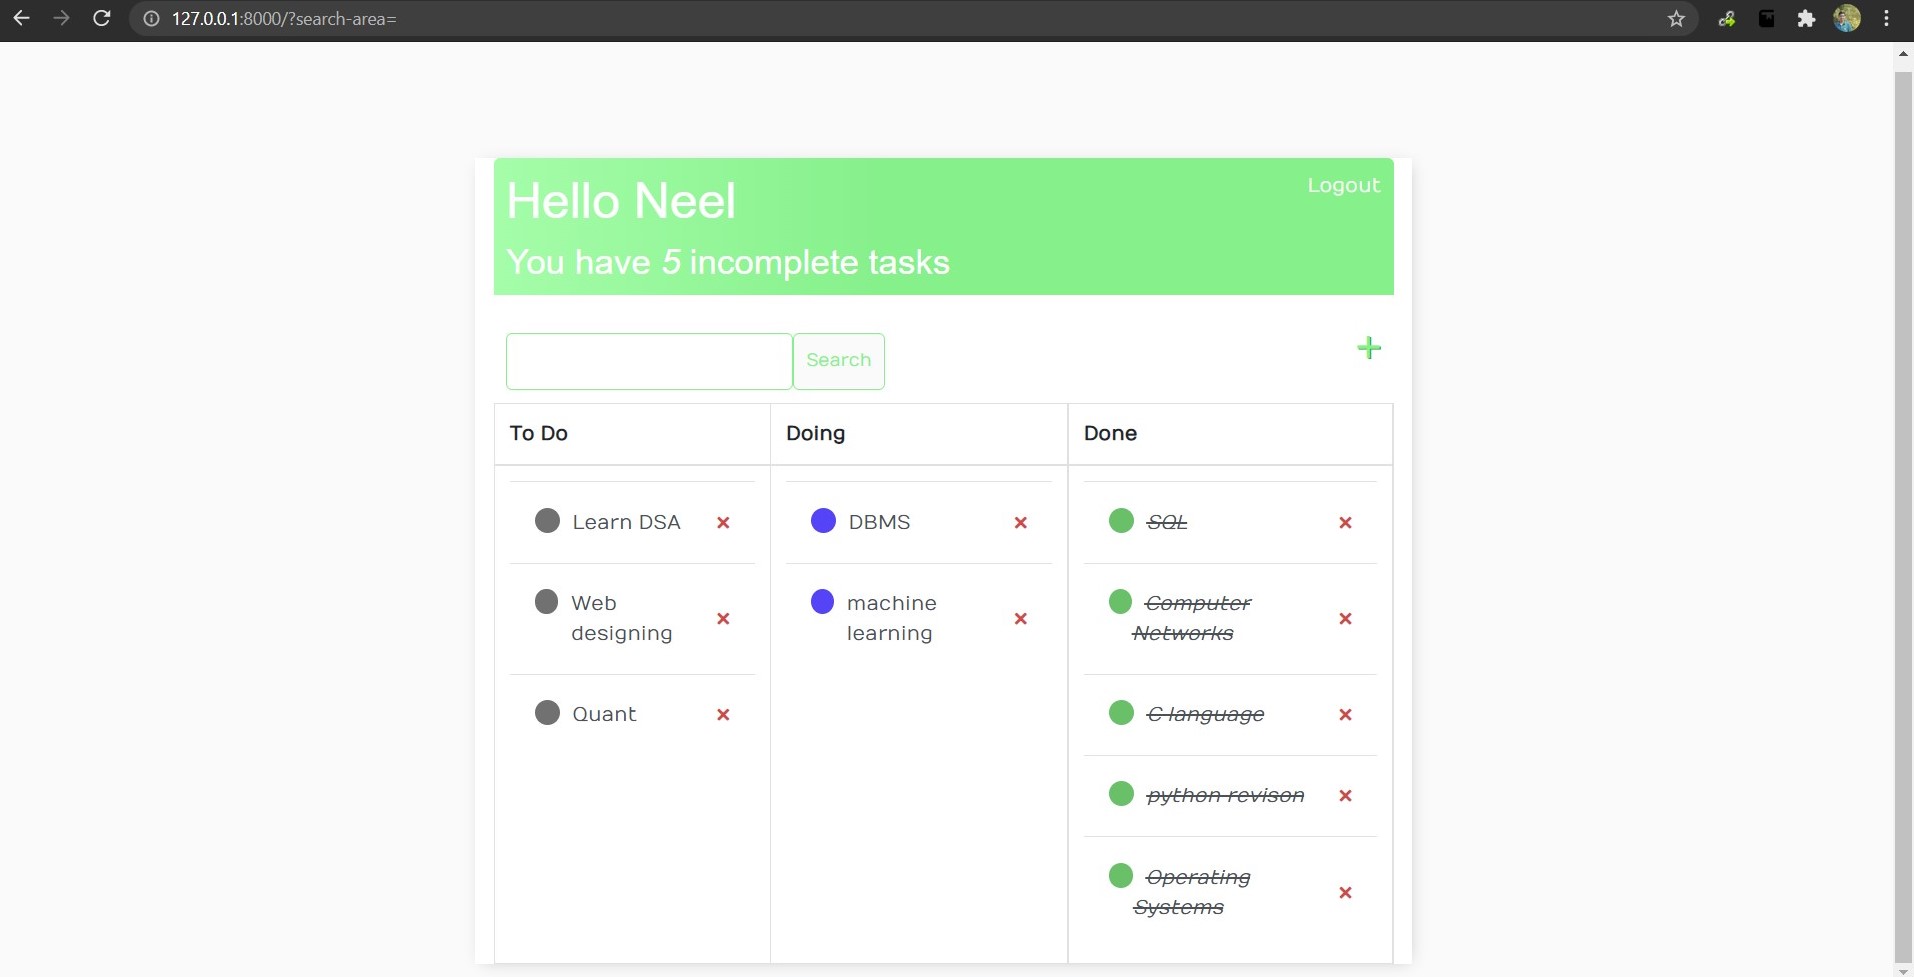 127.0.0.1:8000/?search-area=
Hello Neel
Logout
You have 5 incomplete tasks
Search
To Do
Doing
Done
Learn DSA
DBMS
SQL
Web
designing
machine
learning
Computer
Networks
Quant
C language
python revison
Operating
Systems